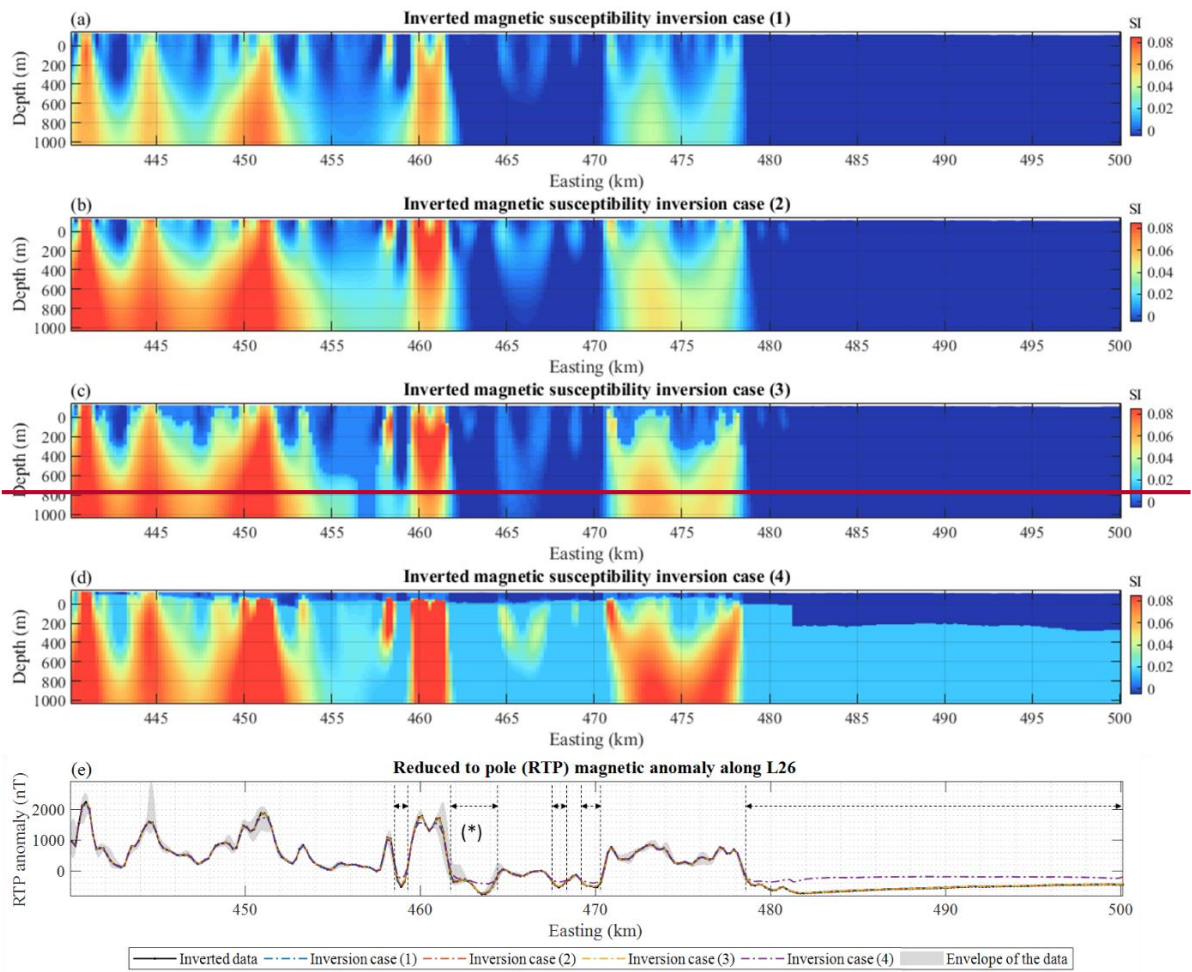 (a) Inverted magnetic susceptibility inversion case (1)
SI
Depth (m)
0
200
400
600
800
1000
0.08
0.06
0.04
0.02
0
445 450 455 460 465 470 475 480 485 490 495 500
Easting (km)
(b) Inverted magnetic susceptibility inversion case (2)
SI
Depth (m)
0
200
400
600
800
1000
0.08
0.06
0.04
0.02
0
445 450 455 460 465 470 475 480 485 490 495 500
Easting (km)
(c) Inverted magnetic susceptibility inversion case (3)
SI
Depth (m)
0
200
400
600
800
1000
0.08
0.06
0.04
0.02
0
445 450 455 460 465 470 475 480 485 490 495 500
Easting (km)
(d) Inverted magnetic susceptibility inversion case (4)
SI
Depth (m)
0
200
400
600
800
1000
0.08
0.06
0.04
0.02
0
445 450 455 460 465 470 475 480 485 490 495 500
Easting (km)
(e) Reduced to pole (RTP) magnetic anomaly along L26
RTP anomaly (nT)
2000
1000
0
(*)
450 460 470 480 490 500
Easting (km)
Inverted data Inversion case (1) Inversion case (2) Inversion case (3) Inversion case (4) Envelope of the data